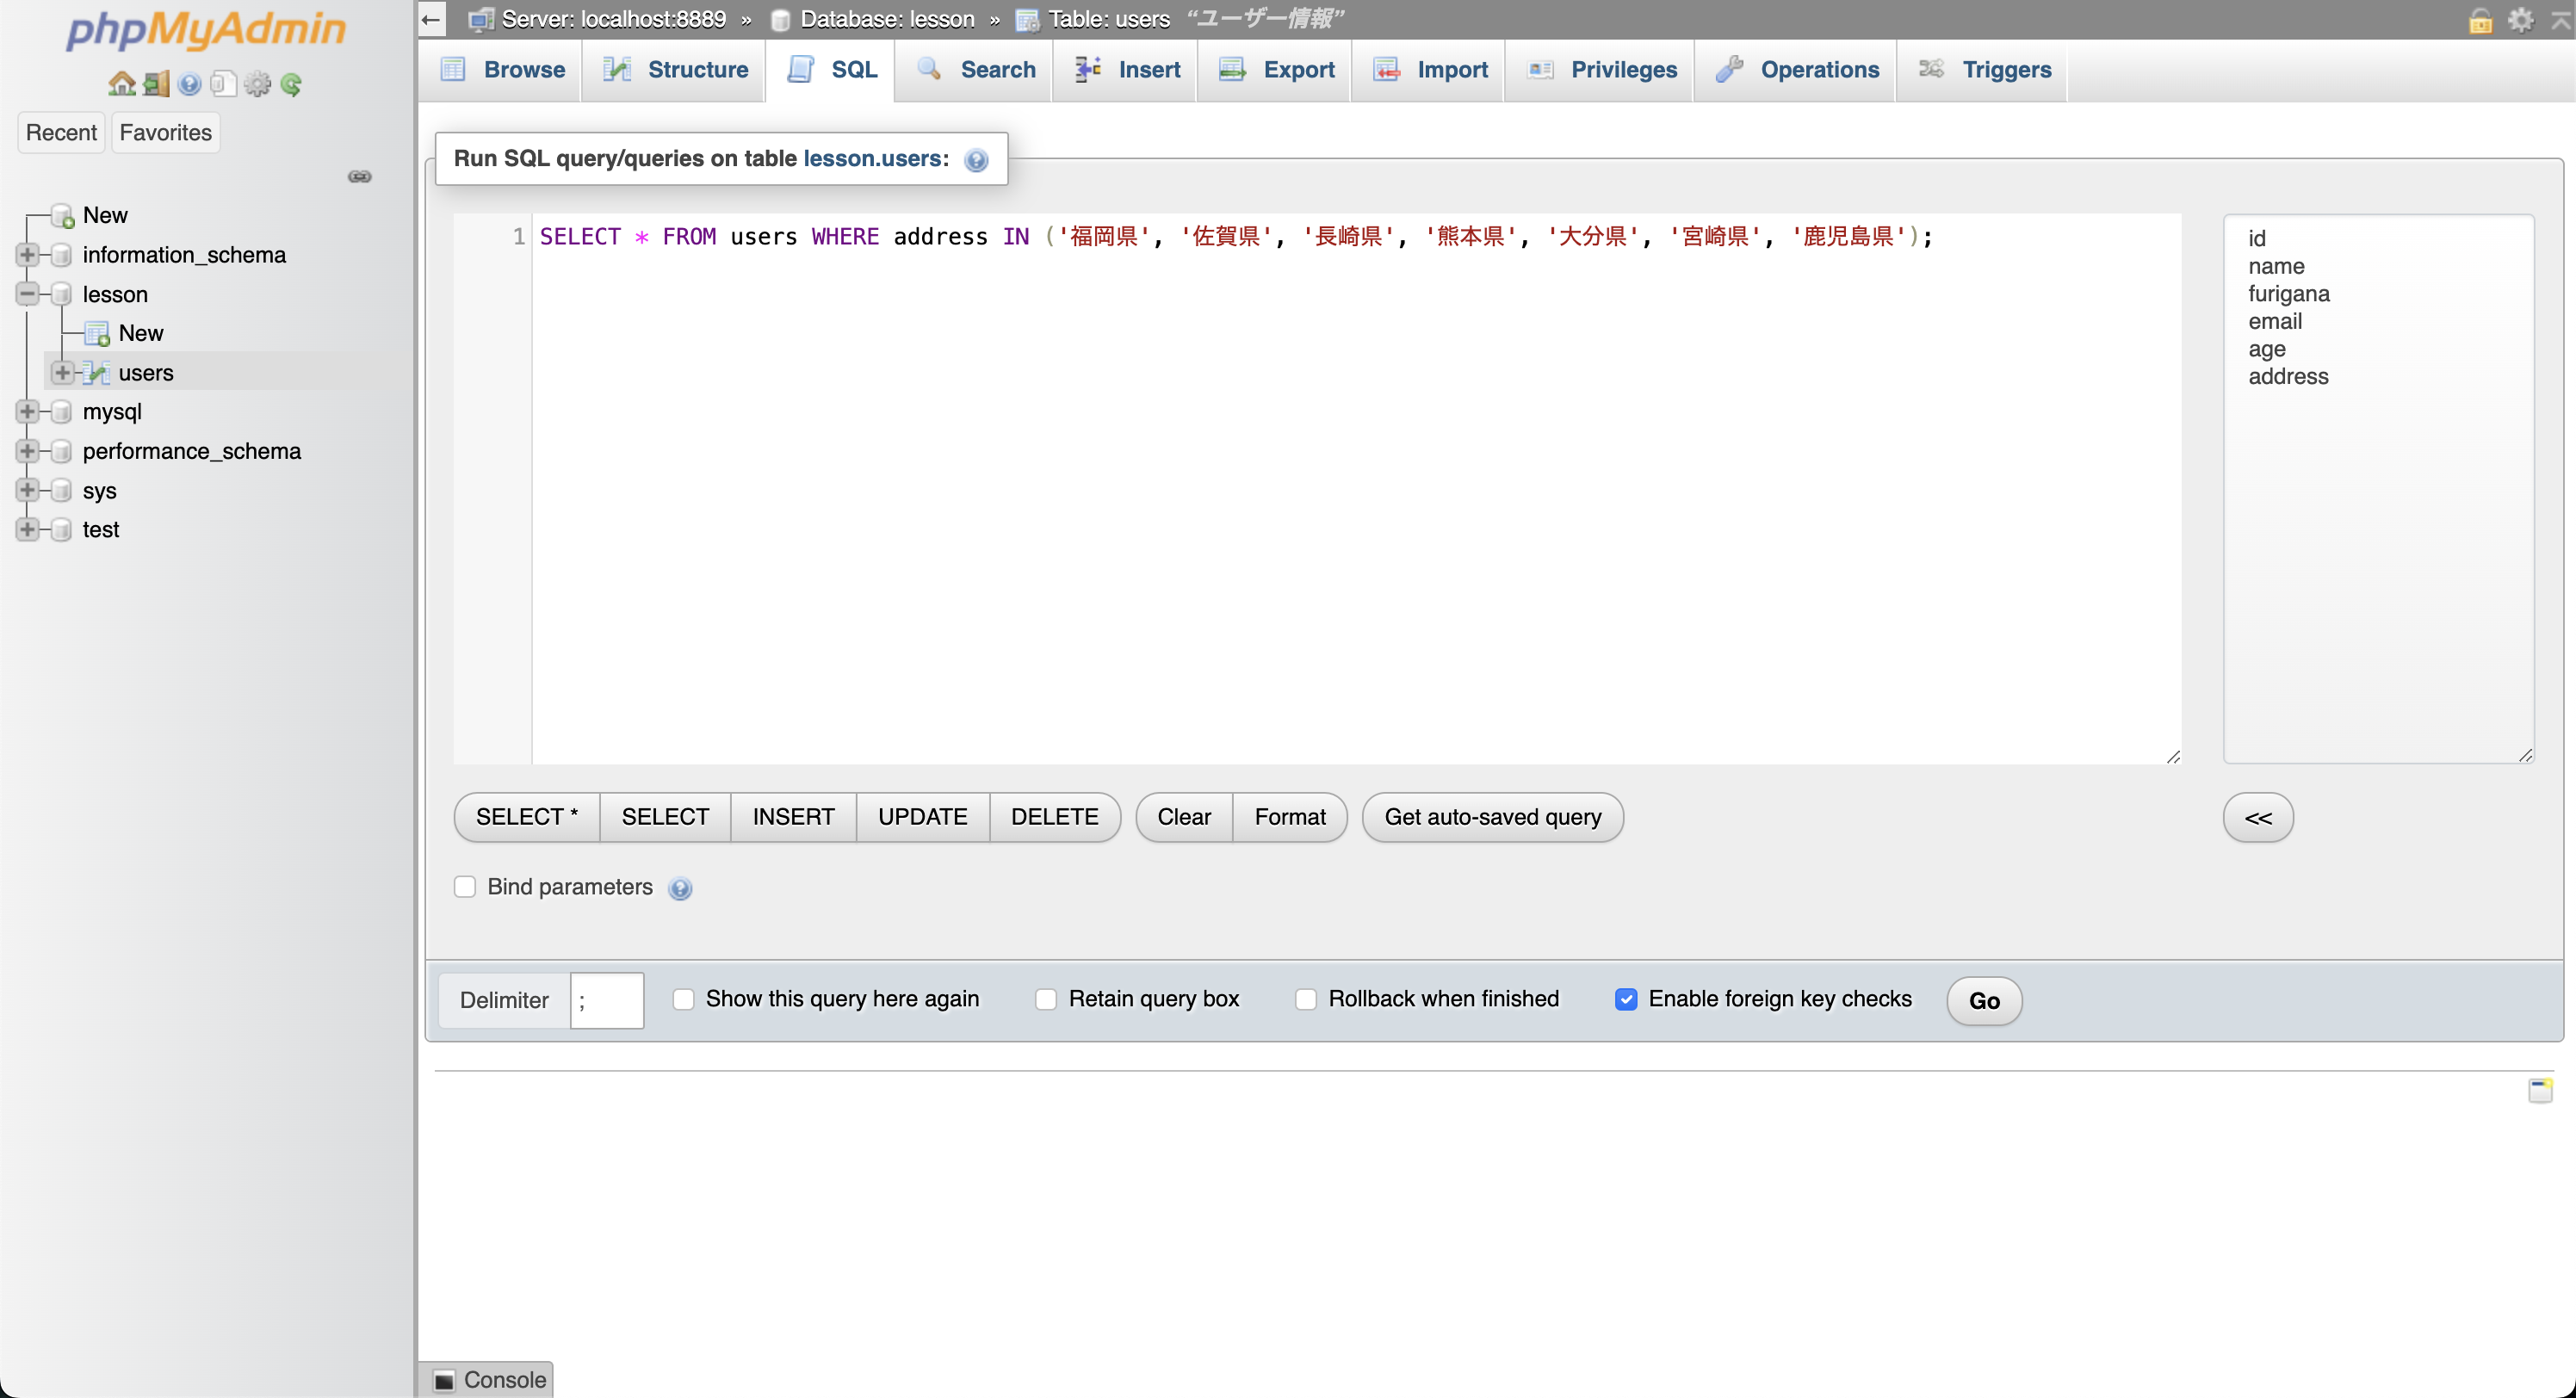 phpMyAdmin
Recent Favorites
New
information_schema
lesson
New
users
mysql
performance_schema
sys
test
Server: localhost:8889 » Database: lesson » Table: users “ユーザー情報”
Browse Structure SQL Search Insert Export Import Privileges Operations Triggers
Run SQL query/queries on table lesson.users:
1 SELECT * FROM users WHERE address IN ('福岡県', '佐賀県', '長崎県', '熊本県', '大分県', '宮崎県', '鹿児島県');
id
name
furigana
email
age
address
SELECT * SELECT INSERT UPDATE DELETE Clear Format Get auto-saved query <<
Bind parameters
Delimiter ; Show this query here again Retain query box Rollback when finished Enable foreign key checks Go
Console